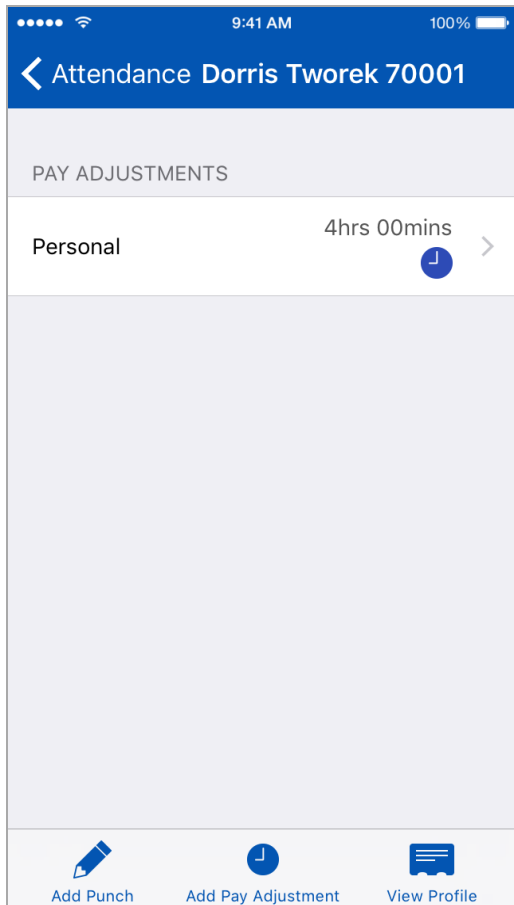 9:41 AM 100%
Attendance Dorris Tworek 70001
PAY ADJUSTMENTS
4hrs 00mins
Personal
Add Punch Add Pay Adjustment View Profile